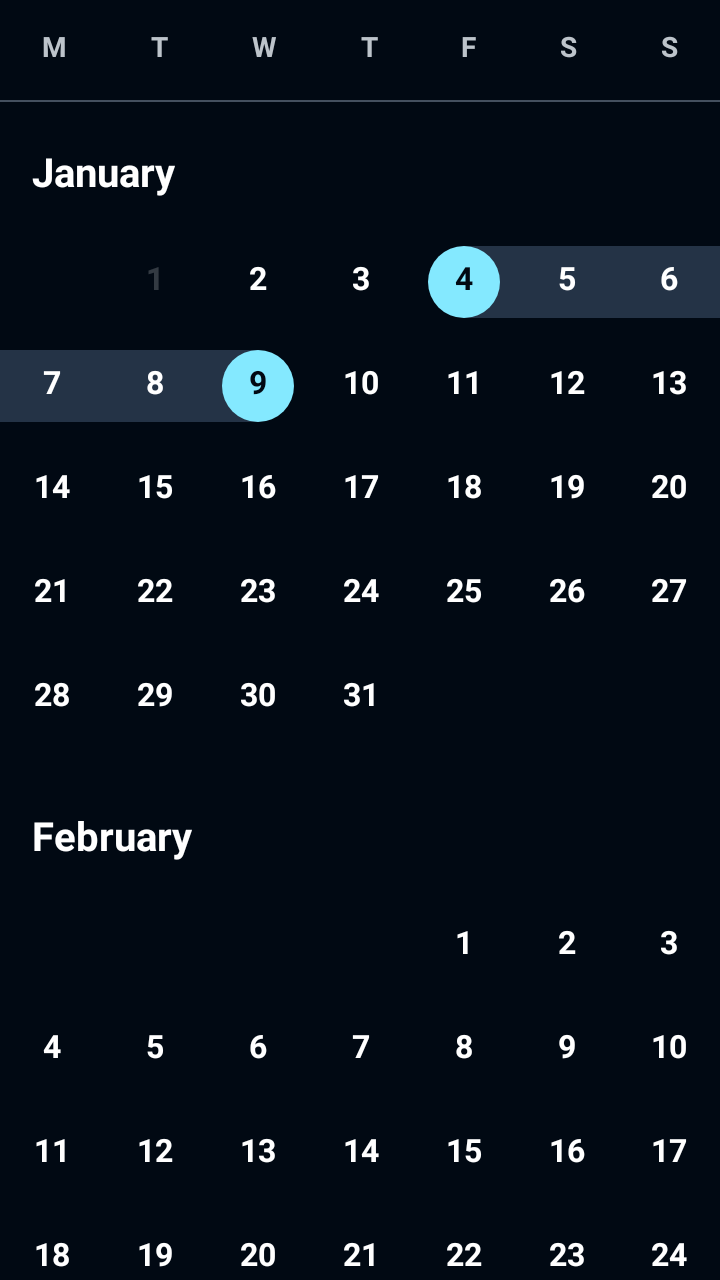 M T W T F S S
January
1 2 3 4 5 6
7 8 9 10 11 12 13
14 15 16 17 18 19 20
21 22 23 24 25 26 27
28 29 30 31
February
1 2 3
4 5 6 7 8 9 10
11 12 13 14 15 16 17
18 19 20 21 22 23 24